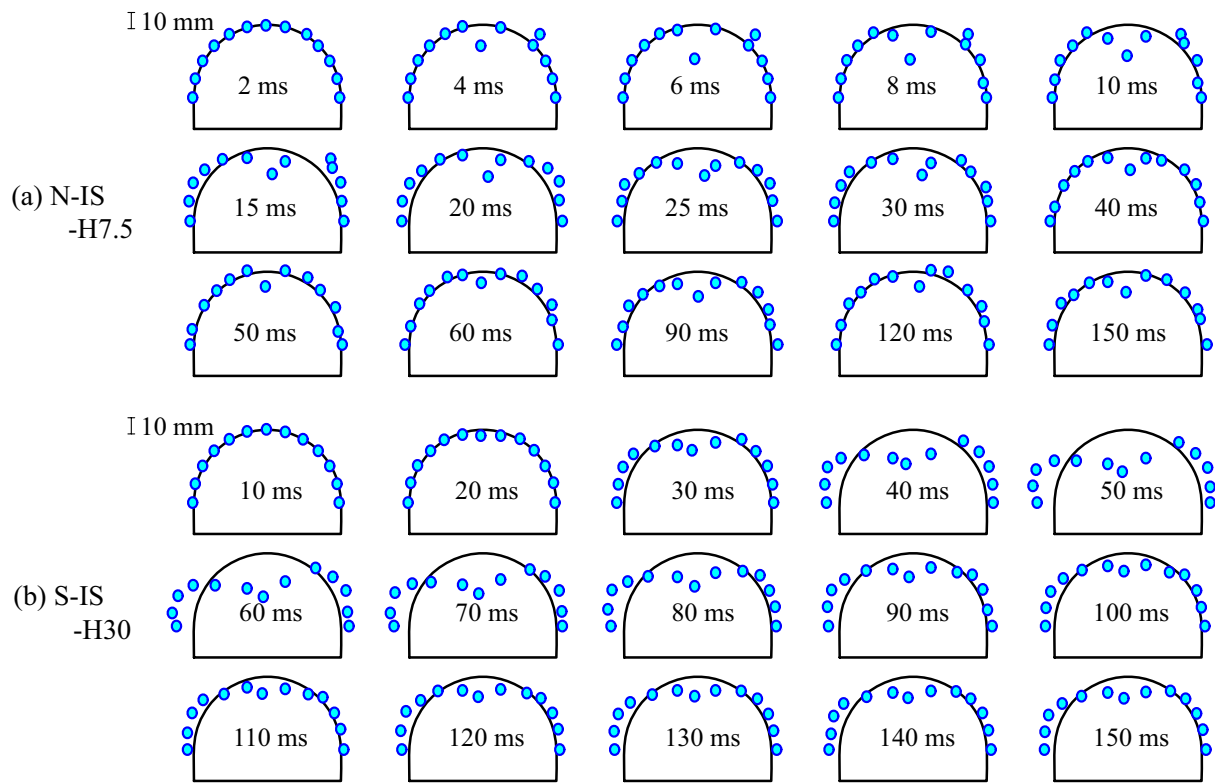 10 mm
2 ms
4 ms
6 ms
8 ms
10 ms
(a) N-IS
-H7.5
15 ms
20 ms
25 ms
30 ms
40 ms
50 ms
60 ms
90 ms
120 ms
150 ms
10 mm
10 ms
20 ms
30 ms
40 ms
50 ms
(b) S-IS
-H30
60 ms
70 ms
80 ms
90 ms
100 ms
110 ms
120 ms
130 ms
140 ms
150 ms